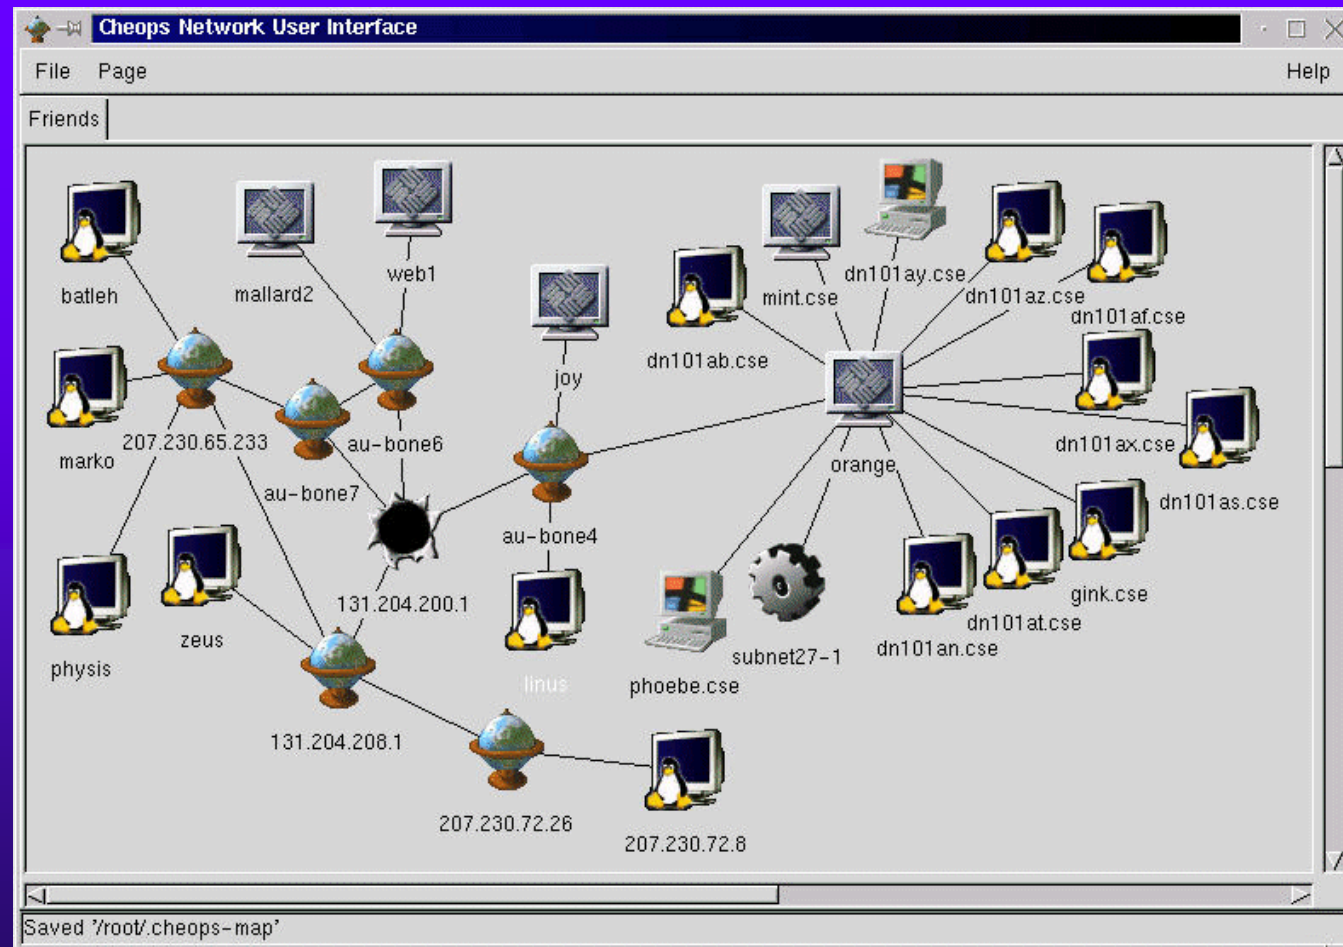 Cheops Network User Interface
File Page Help
Friends
batleh
mallard2
web1
joy
mint.cse
dn101ay.cse
dn101az.cse
dn101af.cse
dn101ab.cse
207.230.65.233
marko
au-bone6
au-bone7
orange
dn101ax.cse
dn101as.cse
au-bone4
131.204.200.1
zeus
physis
linus
phoebe.cse
subnet27-1
dn101an.cse
dn101at.cse
gink.cse
131.204.208.1
207.230.72.26
207.230.72.8
Saved '/root/.cheops-map'